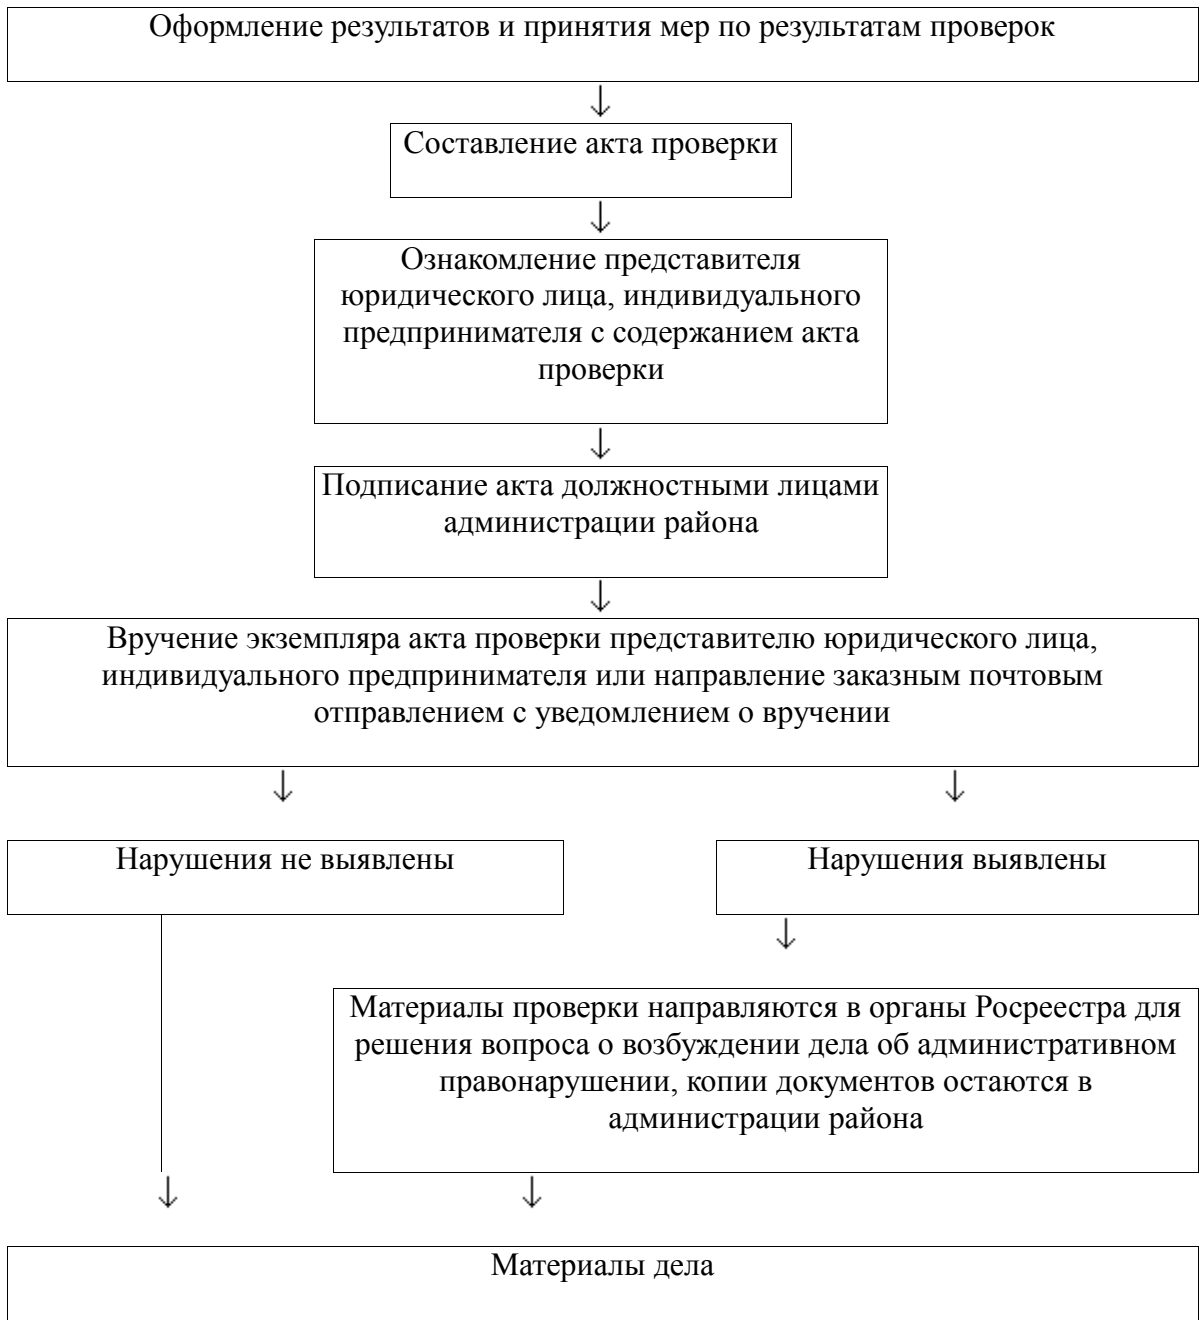 Оформление результатов и принятия мер по результатам проверок
Составление акта проверки
Ознакомление представителя
юридического лица, индивидуального
предпринимателя с содержанием акта
проверки
Подписание акта должностными лицами
администрации района
Вручение экземпляра акта проверки представителю юридического лица,
индивидуального предпринимателя или направление заказным почтовым
отправлением с уведомлением о вручении
Нарушения не выявлены
Нарушения выявлены
Материалы проверки направляются в органы Росреестра для
решения вопроса о возбуждении дела об административном
правонарушении, копии документов остаются в
администрации района
Материалы дела